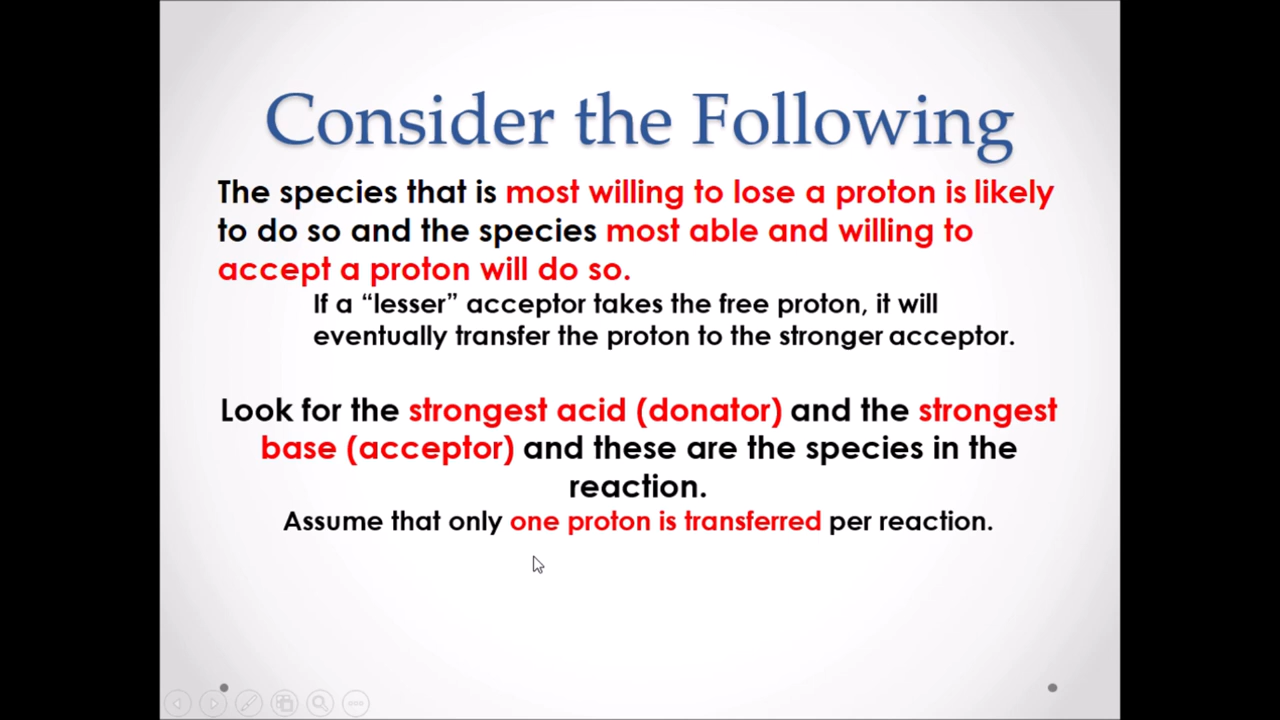 Consider the Following
The species that is most willing to lose a proton is likely
to do so and the species most able and willing to
accept a proton will do so.
If a “lesser” acceptor takes the free proton, it will
eventually transfer the proton to the stronger acceptor.
Look for the strongest acid (donator) and the strongest
base (acceptor) and these are the species in the
reaction.
Assume that only one proton is transferred per reaction.